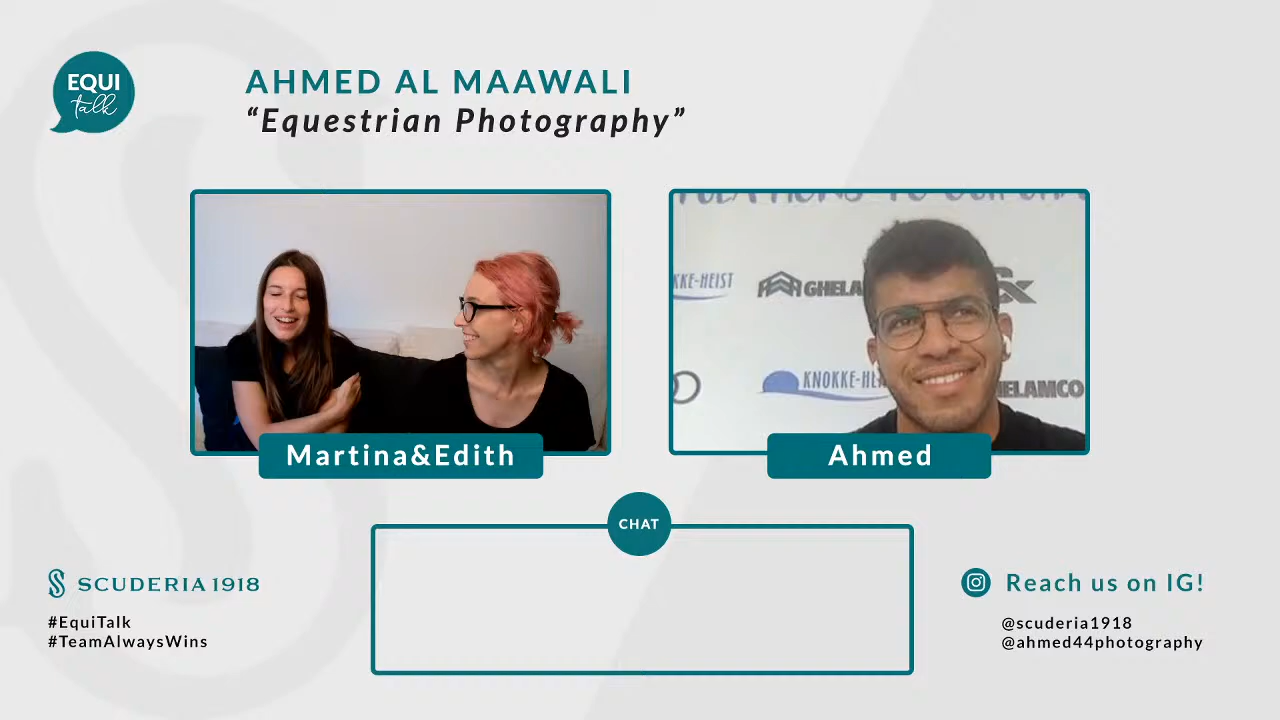 EQUI
talk
AHMED AL MAAWALI
“Equestrian Photography”
KKE-HEIST
GHELA
KNOKKE-HE
HELAMCO
Martina&Edith
Ahmed
CHAT
SCUDERIA 1918
#EquiTalk
#TeamAlwaysWins
Reach us on IG!
@scuderia1918
@ahmed44photography